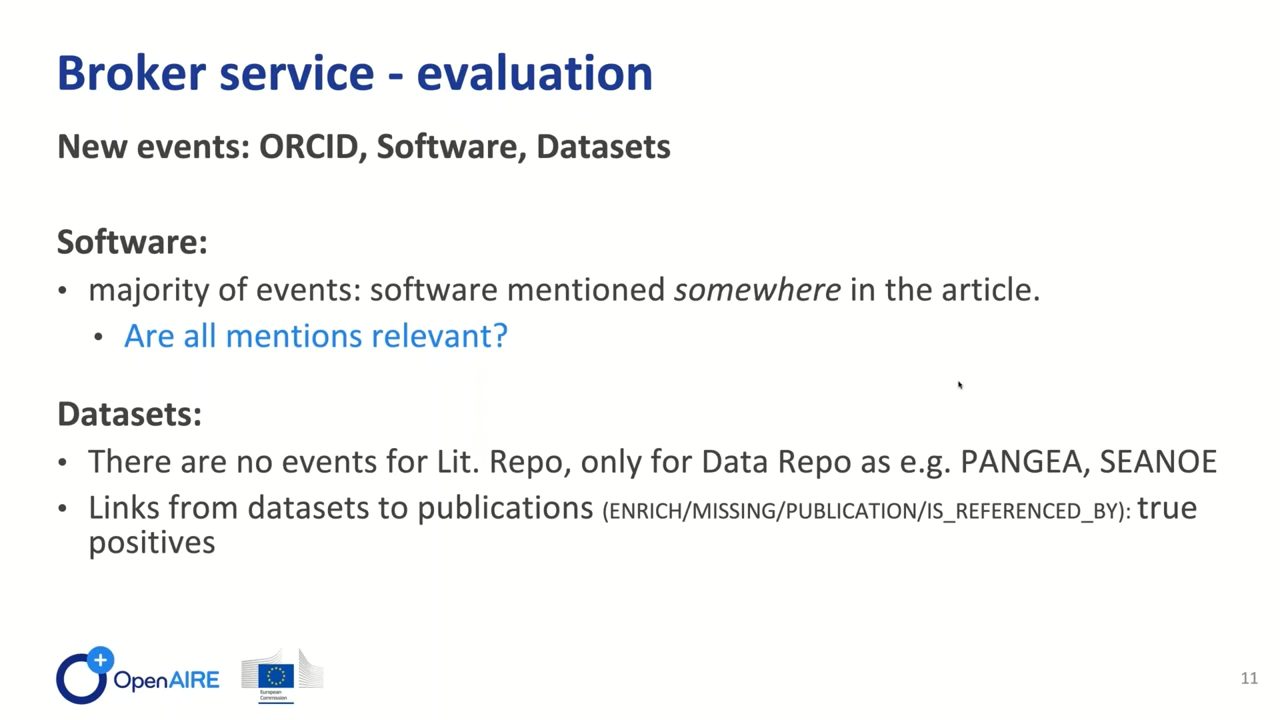 Broker service - evaluation
New events: ORCID, Software, Datasets
Software:
• majority of events: software mentioned somewhere in the article.
• Are all mentions relevant?
Datasets:
• There are no events for Lit. Repo, only for Data Repo as e.g. PANGEA, SEANOE
• Links from datasets to publications (ENRICH/MISSING/PUBLICATION/IS_REFERENCED_BY): true
positives
OpenAIRE
European
Commission
11